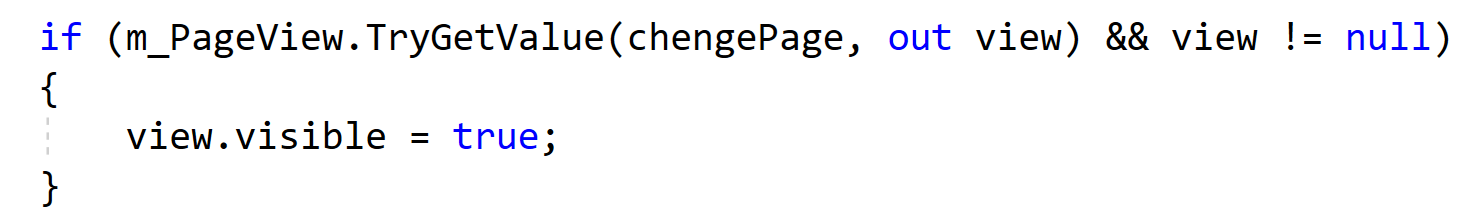 if (m_PageView.TryGetValue(chengePage, out view) && view != null)
{
    view.visible = true;
}